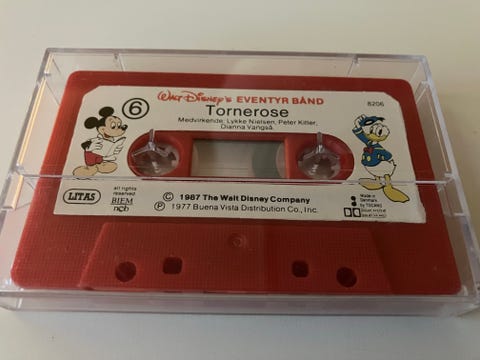 6
WALT DISNEY'S EVENTYR BÅND
8206
Tornerose
Medvirkende: Lykke Nielsen, Peter Kitter,
Dianna Vangså.
LITAS
all rights
reserved
BIEM
ncb
© 1987 The Walt Disney Company
Ⓟ 1977 Buena Vista Distribution Co., Inc.
Made in
Denmark